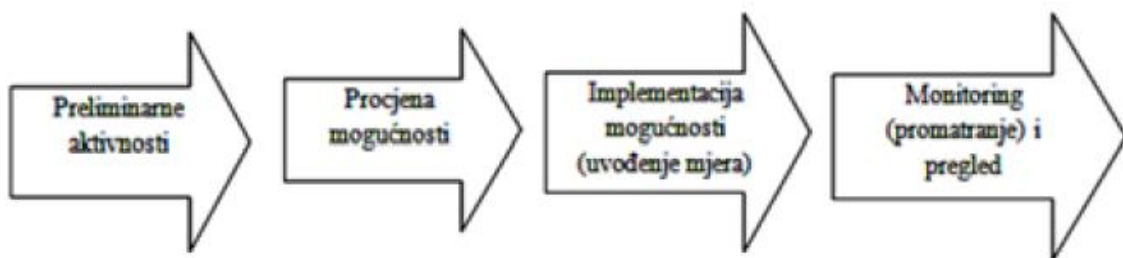 Preliminarne
aktivnosti
Procjena
mogućnosti
Implementacija
mogućnosti
(uvođenje mjera)
Monitoring
(promatranje) i
pregled